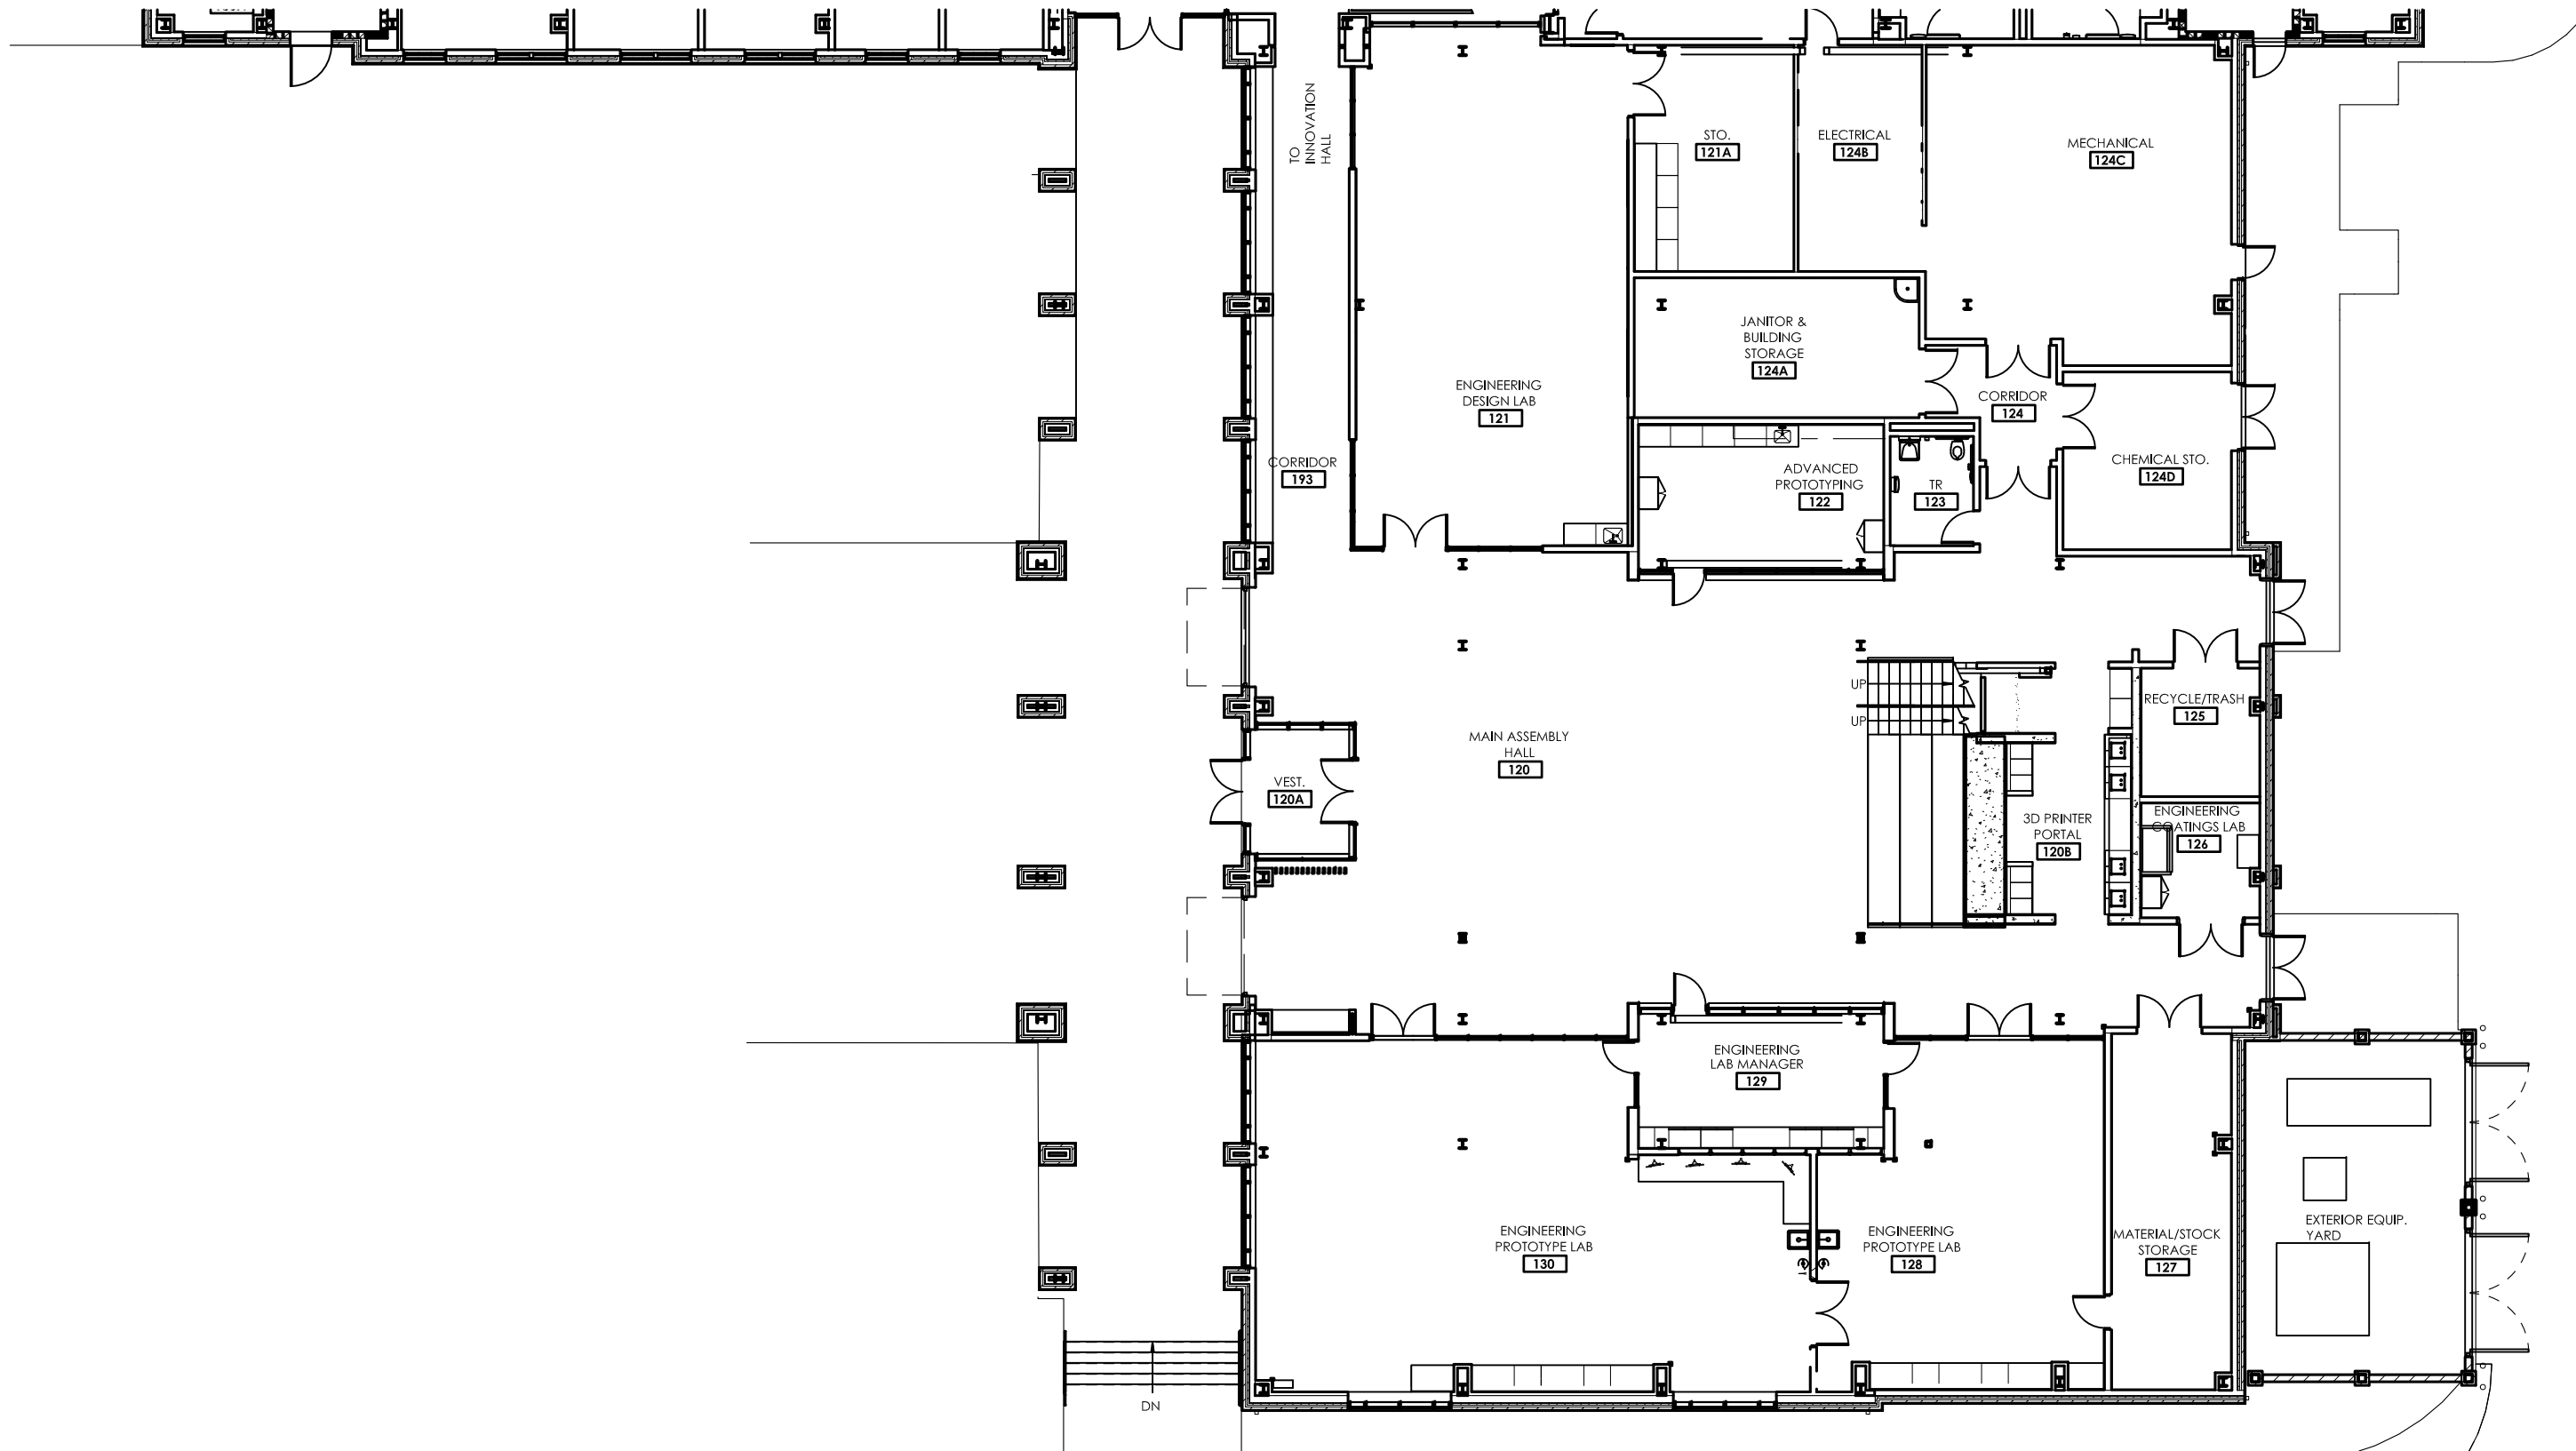 TO
INNOVATION
HALL
STO.
121A
ELECTRICAL
124B
MECHANICAL
124C
JANITOR &
BUILDING
STORAGE
124A
ENGINEERING
DESIGN LAB
121
CORRIDOR
124
CORRIDOR
193
ADVANCED
PROTOTYPING
122
TR
123
CHEMICAL STO.
124D
UP
UP
RECYCLE/TRASH
125
MAIN ASSEMBLY
HALL
120
VEST.
120A
3D PRINTER
PORTAL
120B
ENGINEERING
COATINGS LAB
126
ENGINEERING
LAB MANAGER
129
ENGINEERING
PROTOTYPE LAB
130
ENGINEERING
PROTOTYPE LAB
128
MATERIAL/STOCK
STORAGE
127
EXTERIOR EQUIP.
YARD
DN